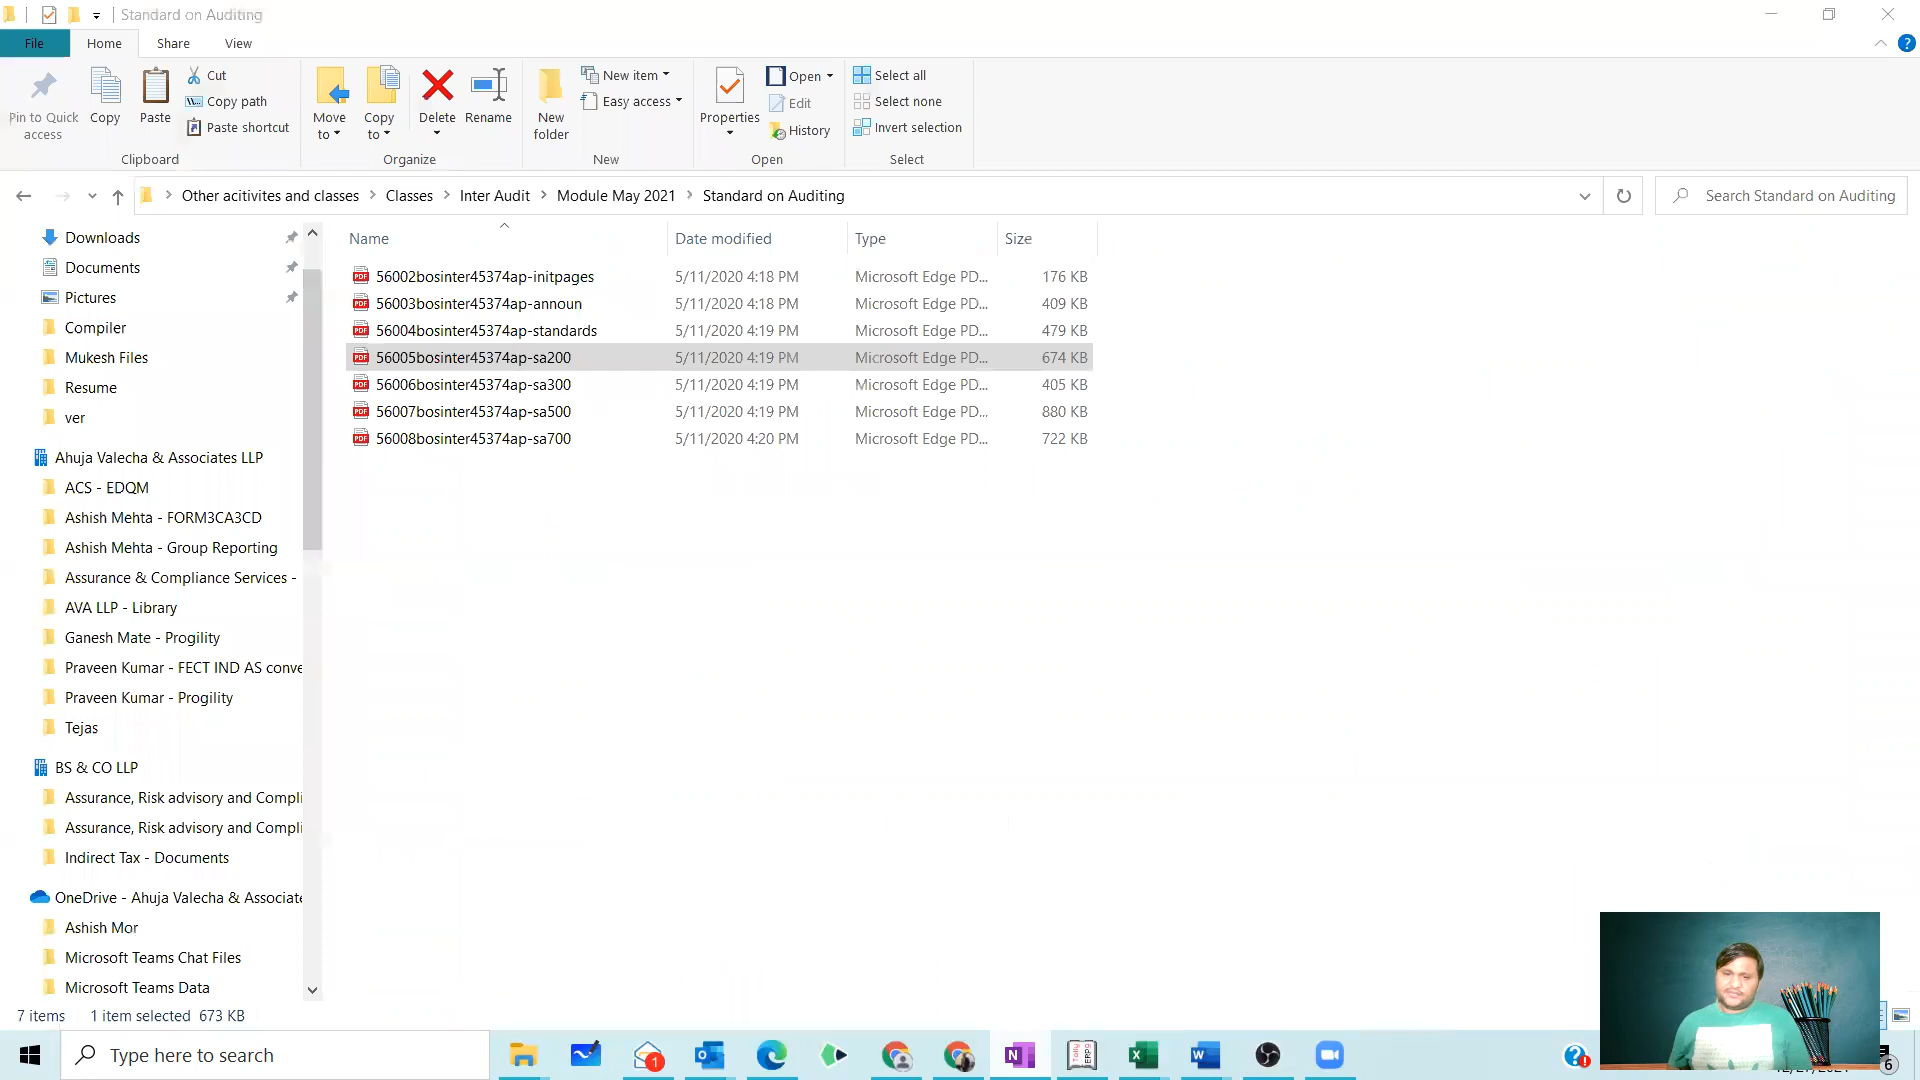 Standard on Auditing
File
Home
Share
View
Pin to Quick access
Copy
Paste
Cut
Copy path
Paste shortcut
Clipboard
Move to
Copy to
Delete
Rename
Organize
New folder
New item
Easy access
New
Properties
Open
Edit
History
Open
Select all
Select none
Invert selection
Select
Other acitivites and classes > Classes > Inter Audit > Module May 2021 > Standard on Auditing
Search Standard on Auditing
Name Date modified Type Size
56002bosinter45374ap-initpages 5/11/2020 4:18 PM Microsoft Edge PD... 176 KB
56003bosinter45374ap-announ 5/11/2020 4:18 PM Microsoft Edge PD... 409 KB
56004bosinter45374ap-standards 5/11/2020 4:19 PM Microsoft Edge PD... 479 KB
56005bosinter45374ap-sa200 5/11/2020 4:19 PM Microsoft Edge PD... 674 KB
56006bosinter45374ap-sa300 5/11/2020 4:19 PM Microsoft Edge PD... 405 KB
56007bosinter45374ap-sa500 5/11/2020 4:19 PM Microsoft Edge PD... 880 KB
56008bosinter45374ap-sa700 5/11/2020 4:20 PM Microsoft Edge PD... 722 KB
Downloads
Documents
Pictures
Compiler
Mukesh Files
Resume
ver
Ahuja Valecha & Associates LLP
ACS - EDQM
Ashish Mehta - FORM3CA3CD
Ashish Mehta - Group Reporting
Assurance & Compliance Services -
AVA LLP - Library
Ganesh Mate - Progility
Praveen Kumar - FECT IND AS conve
Praveen Kumar - Progility
Tejas
BS & CO LLP
Assurance, Risk advisory and Compli
Assurance, Risk advisory and Compli
Indirect Tax - Documents
OneDrive - Ahuja Valecha & Associate
Ashish Mor
Microsoft Teams Chat Files
Microsoft Teams Data
7 items 1 item selected 673 KB
Type here to search
1
6